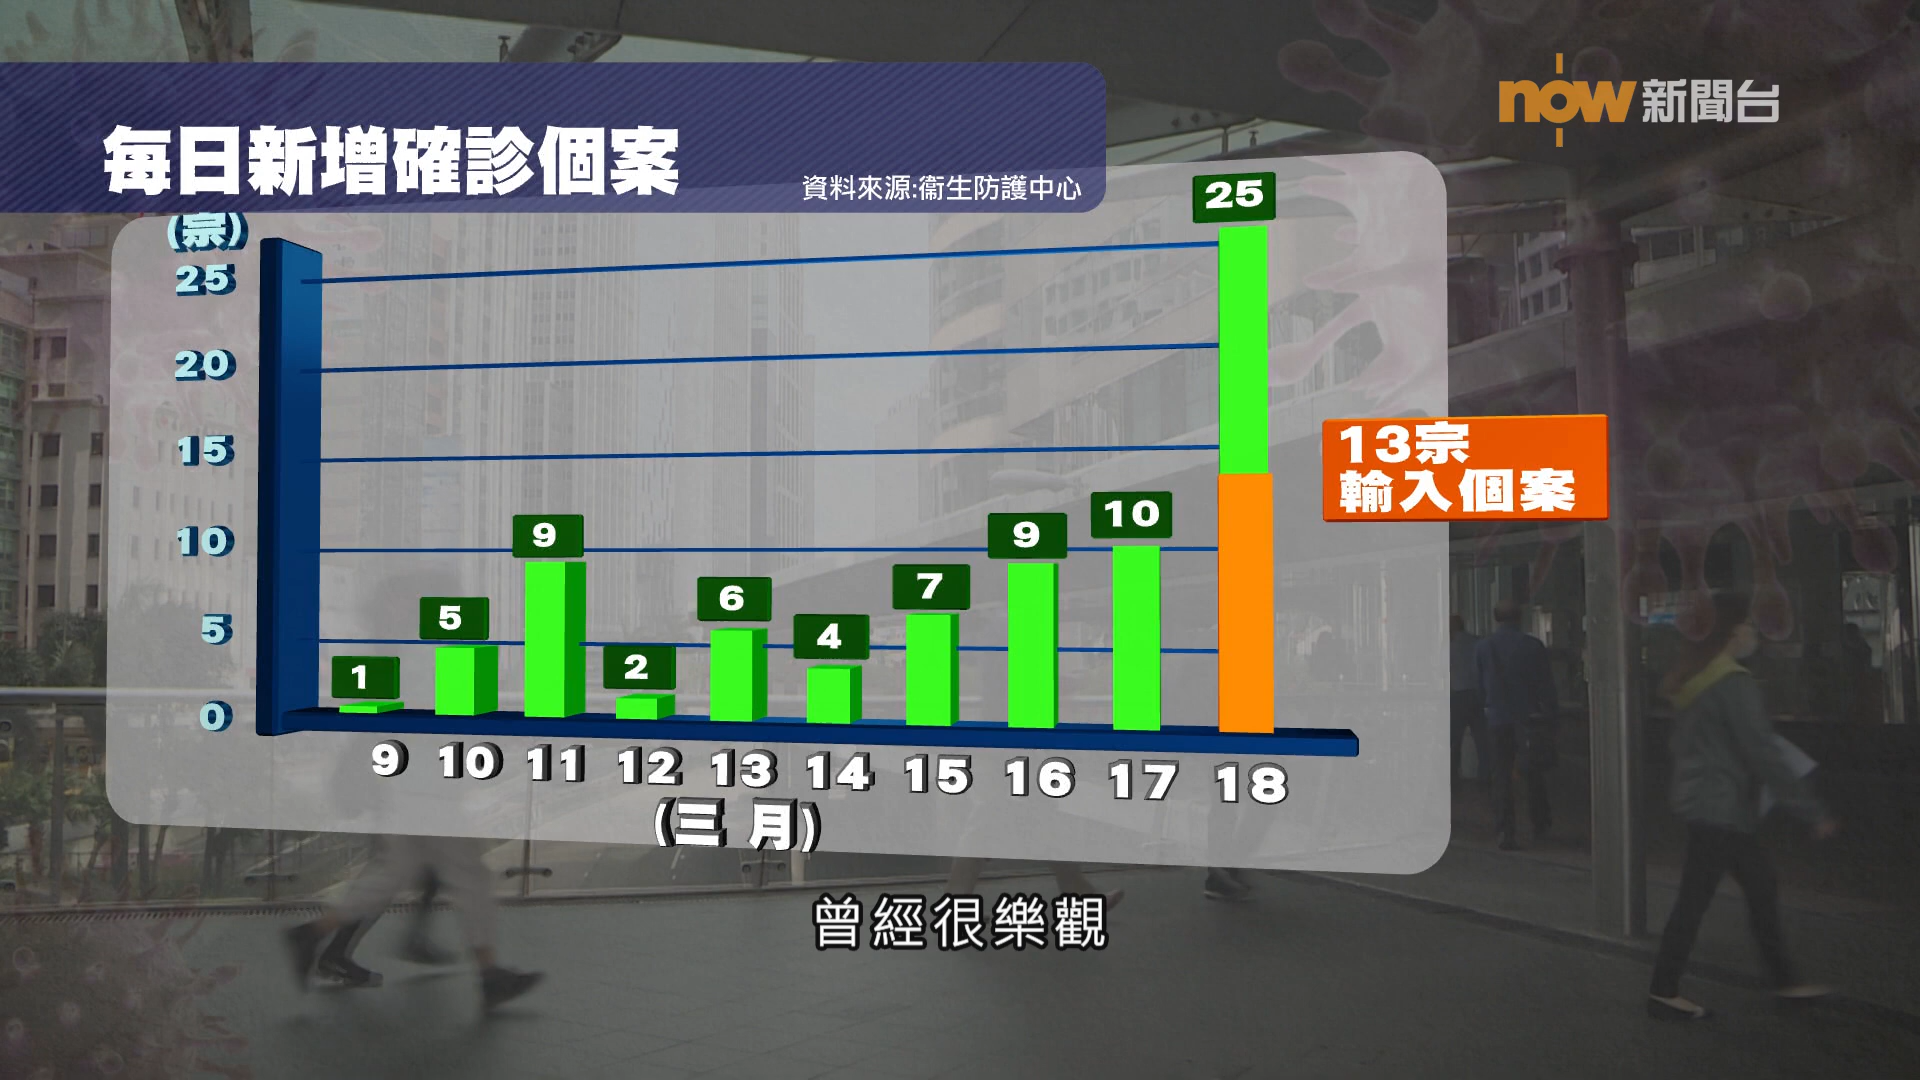 now新聞台
每日新增確診個案
資料來源:衞生防護中心
(宗)
25
20
15
10
5
0
1
5
9
2
6
4
7
9
10
25
13宗
輸入個案
9 10 11 12 13 14 15 16 17 18
(三 月)
曾經很樂觀